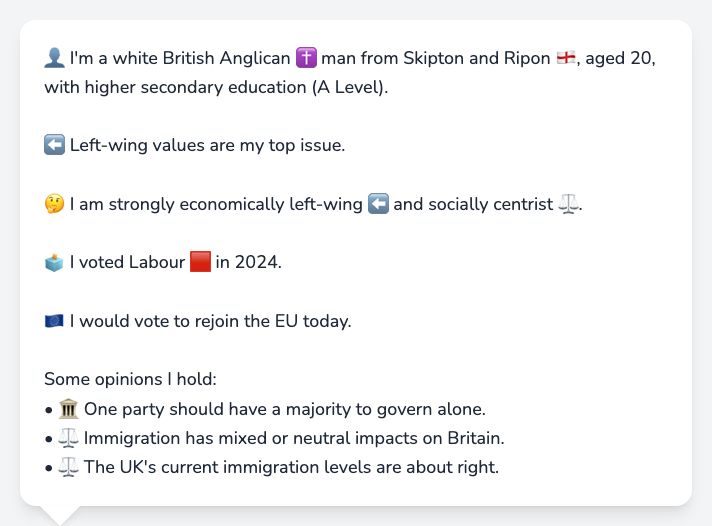 👤 I'm a white British Anglican ✝️ man from Skipton and Ripon 🏴󠁧󠁢󠁥󠁮󠁧󠁿, aged 20,
with higher secondary education (A Level).
⬅️ Left-wing values are my top issue.
🤔 I am strongly economically left-wing ⬅️ and socially centrist ⚖️.
🗳️ I voted Labour 🟥 in 2024.
🇪🇺 I would vote to rejoin the EU today.
Some opinions I hold:
• 🏛️ One party should have a majority to govern alone.
• ⚖️ Immigration has mixed or neutral impacts on Britain.
• ⚖️ The UK's current immigration levels are about right.